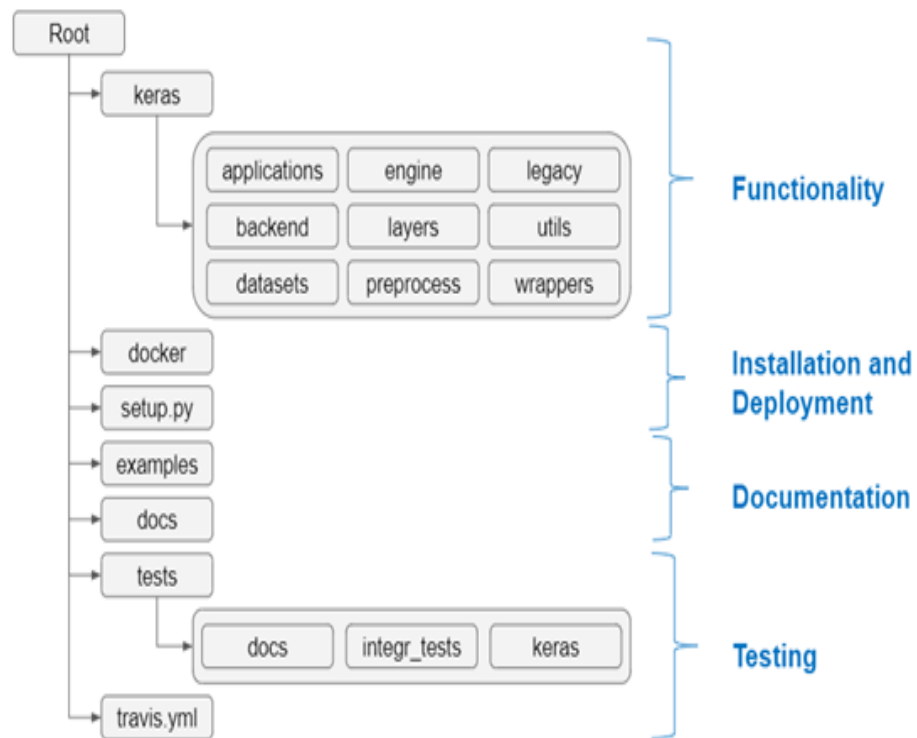 Root
keras
applications engine legacy
backend layers utils
datasets preprocess wrappers
Functionality
docker
setup.py
Installation and
Deployment
examples
docs
Documentation
tests
docs integr_tests keras
Testing
travis.yml